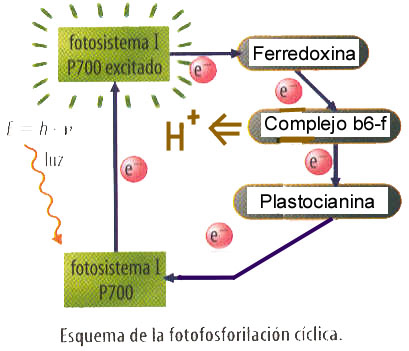 fotosistema I
P700 excitado
e⁻
Ferredoxina
e⁻
H⁺
Complejo b6-f
f = h · ν
luz
e⁻
e⁻
Plastocianina
e⁻
fotosistema I
P700
Esquema de la fotofosforilación cíclica.